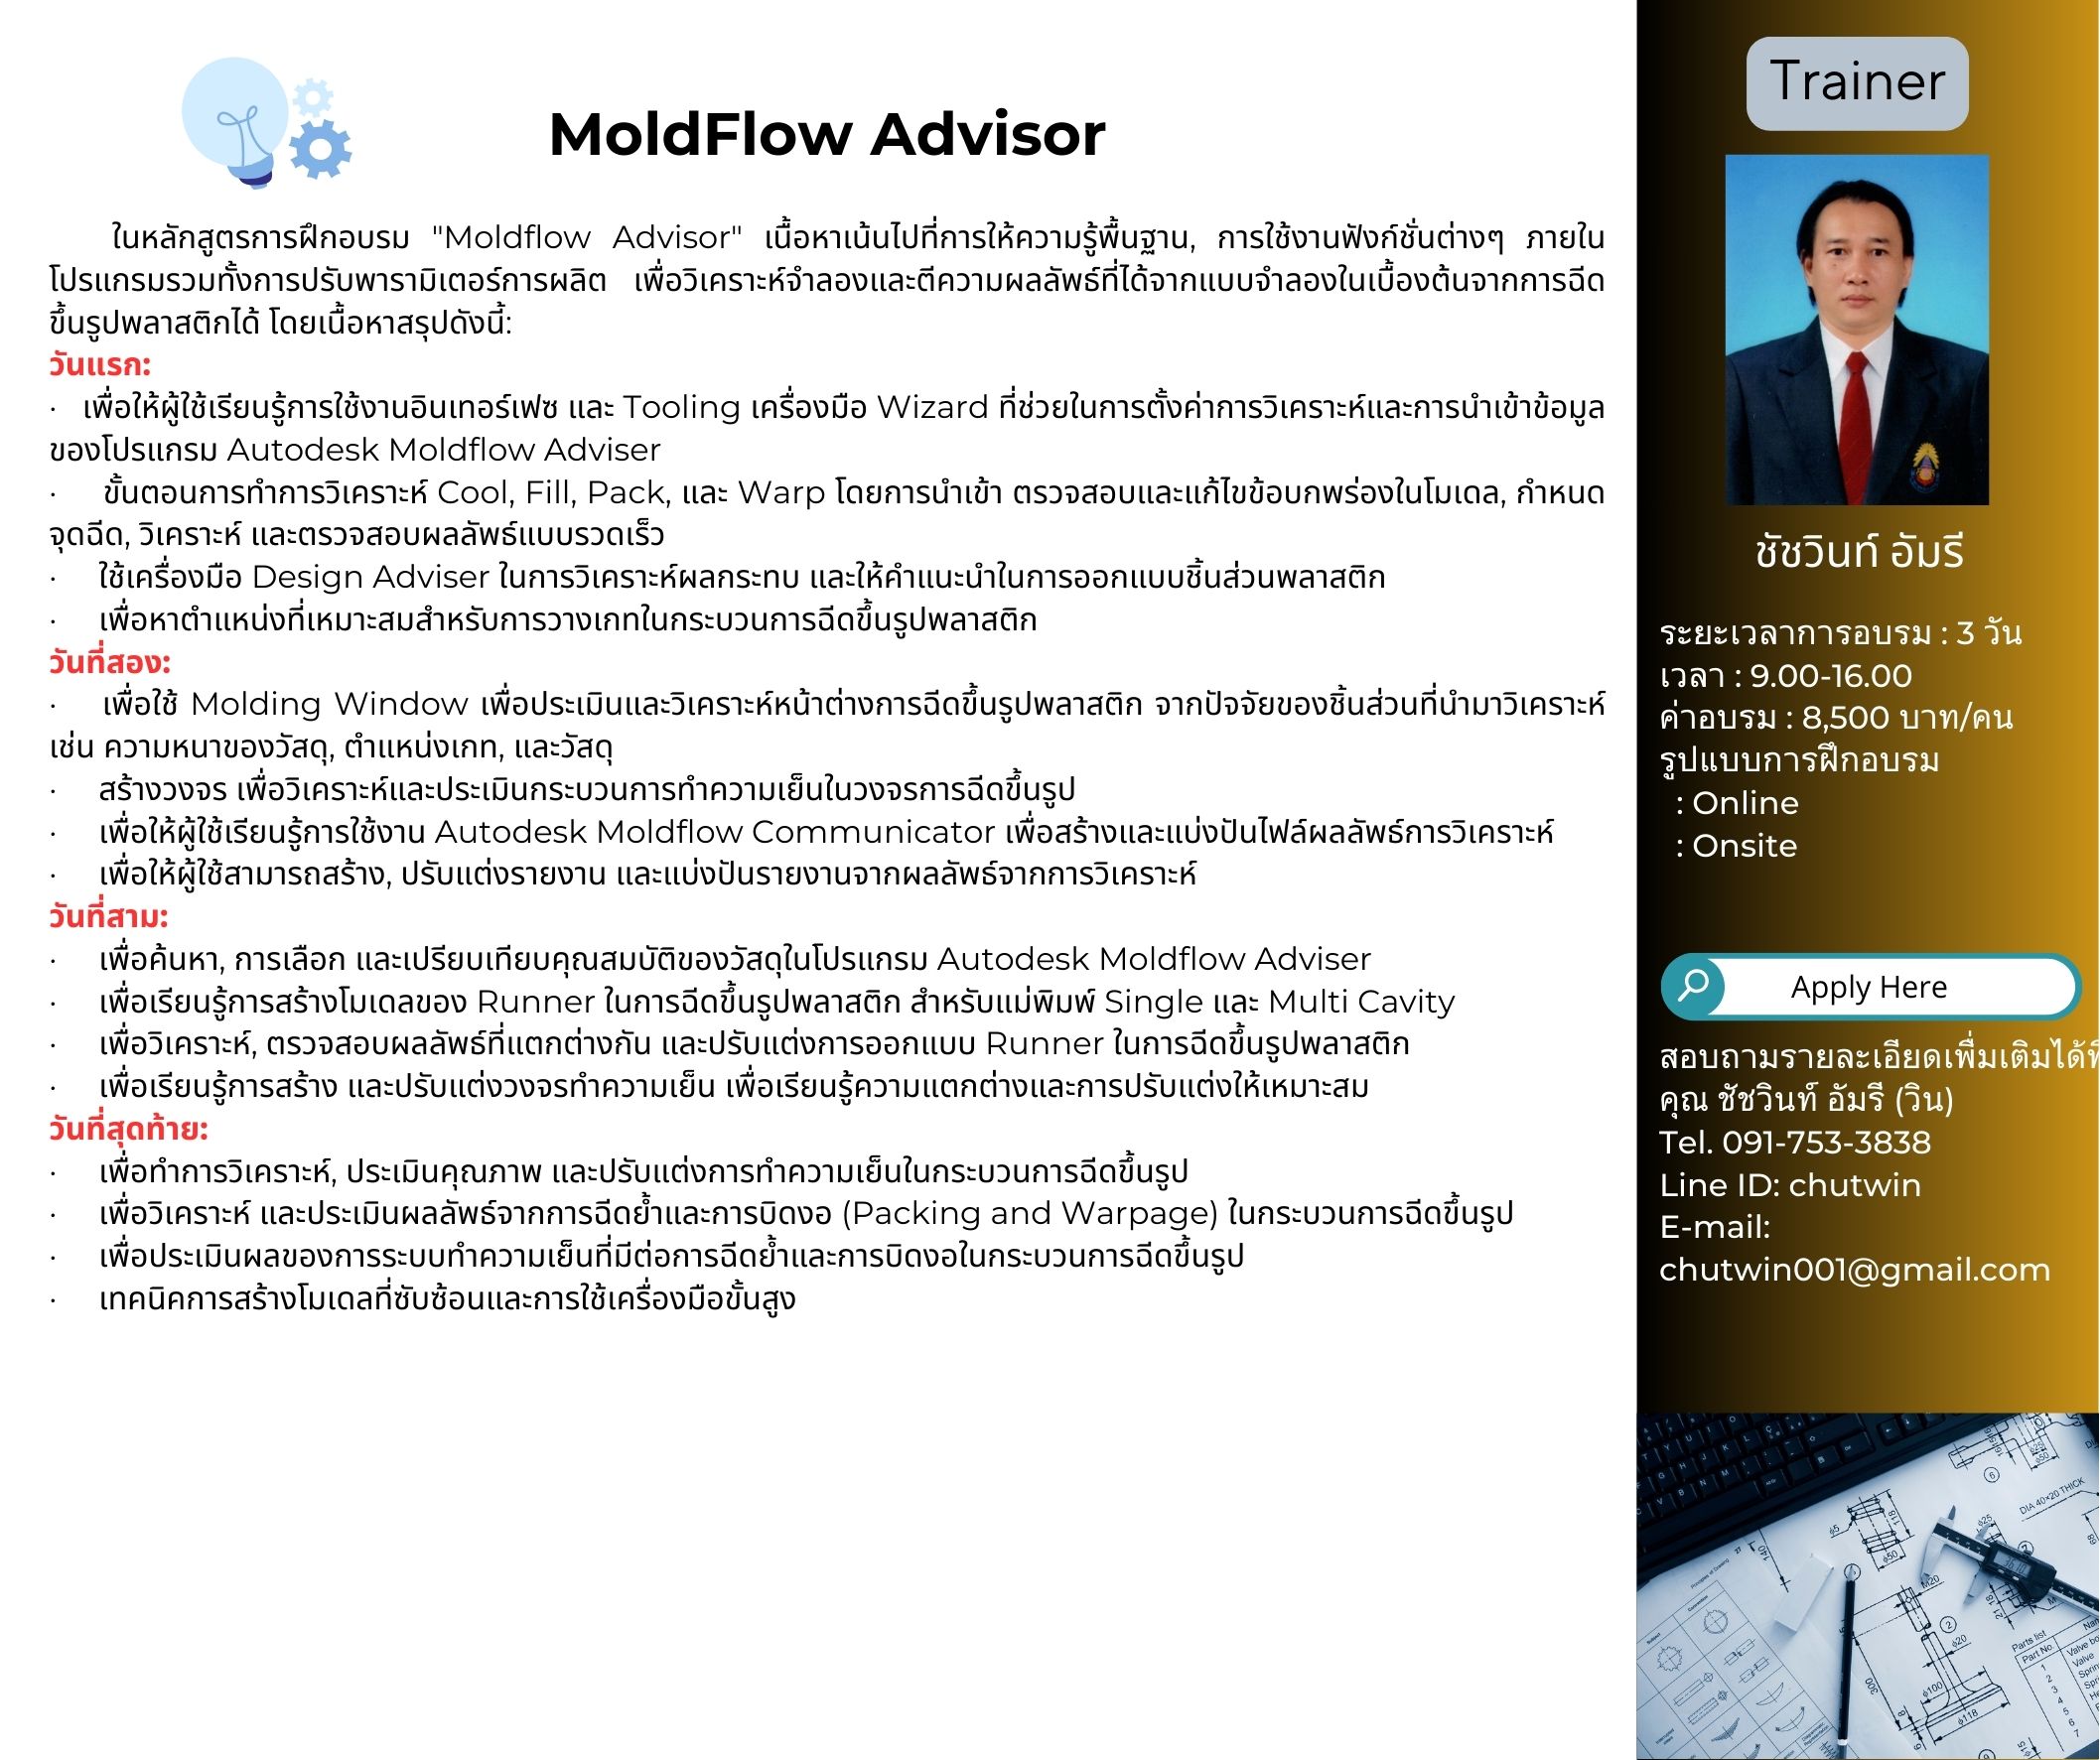 MoldFlow Advisor
ในหลักสูตรการฝึกอบรม "Moldflow Advisor" เนื้อหาเน้นไปที่การให้ความรู้พื้นฐาน, การใช้งานฟังก์ชั่นต่างๆ ภายใน
โปรแกรมรวมทั้งการปรับพารามิเตอร์การผลิต เพื่อวิเคราะห์จำลองและตีความผลลัพธ์ที่ได้จากแบบจำลองในเบื้องต้นจากการฉีด
ขึ้นรูปพลาสติกได้ โดยเนื้อหาสรุปดังนี้:
วันแรก:
· เพื่อให้ผู้ใช้เรียนรู้การใช้งานอินเทอร์เฟซ และ Tooling เครื่องมือ Wizard ที่ช่วยในการตั้งค่าการวิเคราะห์และการนำเข้าข้อมูล
ของโปรแกรม Autodesk Moldflow Adviser
· ขั้นตอนการทำการวิเคราะห์ Cool, Fill, Pack, และ Warp โดยการนำเข้า ตรวจสอบและแก้ไขข้อบกพร่องในโมเดล, กำหนด
จุดฉีด, วิเคราะห์ และตรวจสอบผลลัพธ์แบบรวดเร็ว
· ใช้เครื่องมือ Design Adviser ในการวิเคราะห์ผลกระทบ และให้คำแนะนำในการออกแบบชิ้นส่วนพลาสติก
· เพื่อหาตำแหน่งที่เหมาะสมสำหรับการวางเกทในกระบวนการฉีดขึ้นรูปพลาสติก
วันที่สอง:
· เพื่อใช้ Molding Window เพื่อประเมินและวิเคราะห์หน้าต่างการฉีดขึ้นรูปพลาสติก จากปัจจัยของชิ้นส่วนที่นำมาวิเคราะห์
เช่น ความหนาของวัสดุ, ตำแหน่งเกท, และวัสดุ
· สร้างวงจร เพื่อวิเคราะห์และประเมินกระบวนการทำความเย็นในวงจรการฉีดขึ้นรูป
· เพื่อให้ผู้ใช้เรียนรู้การใช้งาน Autodesk Moldflow Communicator เพื่อสร้างและแบ่งปันไฟล์ผลลัพธ์การวิเคราะห์
· เพื่อให้ผู้ใช้สามารถสร้าง, ปรับแต่งรายงาน และแบ่งปันรายงานจากผลลัพธ์จากการวิเคราะห์
วันที่สาม:
· เพื่อค้นหา, การเลือก และเปรียบเทียบคุณสมบัติของวัสดุในโปรแกรม Autodesk Moldflow Adviser
· เพื่อเรียนรู้การสร้างโมเดลของ Runner ในการฉีดขึ้นรูปพลาสติก สำหรับแม่พิมพ์ Single และ Multi Cavity
· เพื่อวิเคราะห์, ตรวจสอบผลลัพธ์ที่แตกต่างกัน และปรับแต่งการออกแบบ Runner ในการฉีดขึ้นรูปพลาสติก
· เพื่อเรียนรู้การสร้าง และปรับแต่งวงจรทำความเย็น เพื่อเรียนรู้ความแตกต่างและการปรับแต่งให้เหมาะสม
วันที่สุดท้าย:
· เพื่อทำการวิเคราะห์, ประเมินคุณภาพ และปรับแต่งการทำความเย็นในกระบวนการฉีดขึ้นรูป
· เพื่อวิเคราะห์ และประเมินผลลัพธ์จากการฉีดย้ำและการบิดงอ (Packing and Warpage) ในกระบวนการฉีดขึ้นรูป
· เพื่อประเมินผลของการระบบทำความเย็นที่มีต่อการฉีดย้ำและการบิดงอในกระบวนการฉีดขึ้นรูป
· เทคนิคการสร้างโมเดลที่ซับซ้อนและการใช้เครื่องมือขั้นสูง
Trainer
ชัชวินท์ อัมรี
ระยะเวลาการอบรม : 3 วัน
เวลา : 9.00-16.00
ค่าอบรม : 8,500 บาท/คน
รูปแบบการฝึกอบรม
: Online
: Onsite
Apply Here
สอบถามรายละเอียดเพื่มเติมได้ที่
คุณ ชัชวินท์ อัมรี (วิน)
Tel. 091-753-3838
Line ID: chutwin
E-mail:
chutwin001@gmail.com
DIA 40×20 THICK
Parts list
Part No.